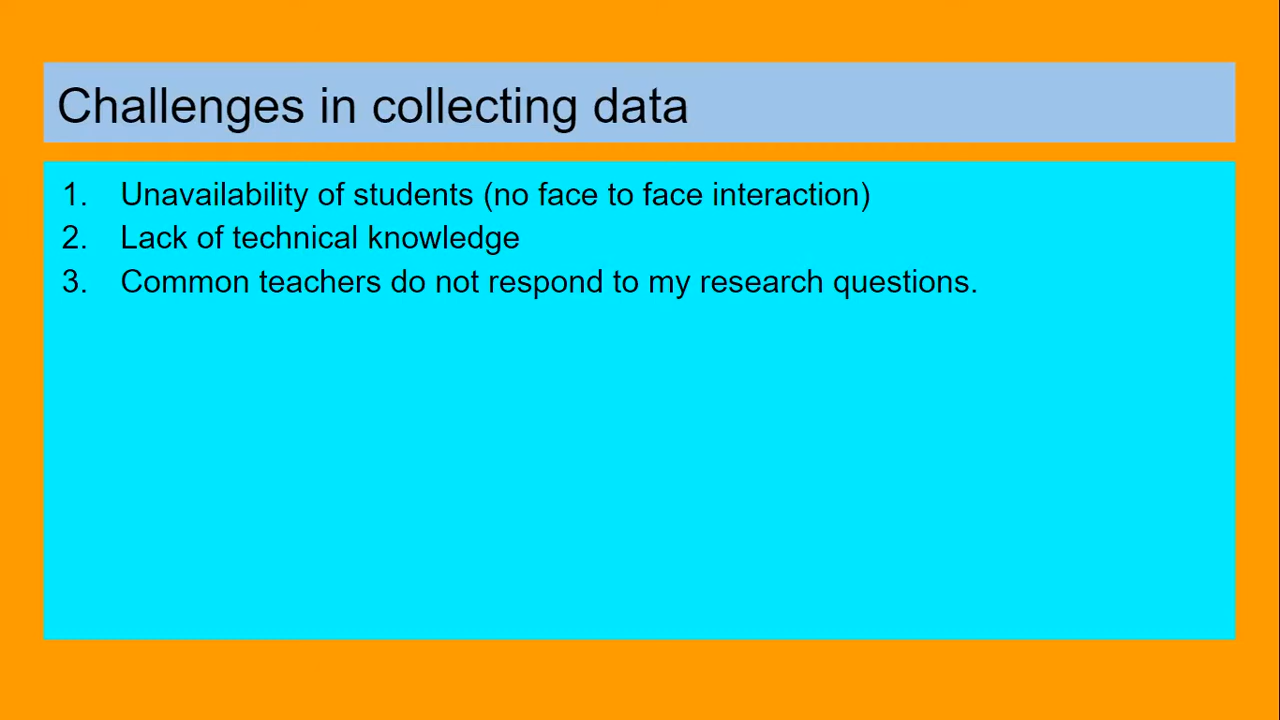 Challenges in collecting data
1. Unavailability of students (no face to face interaction)
2. Lack of technical knowledge
3. Common teachers do not respond to my research questions.